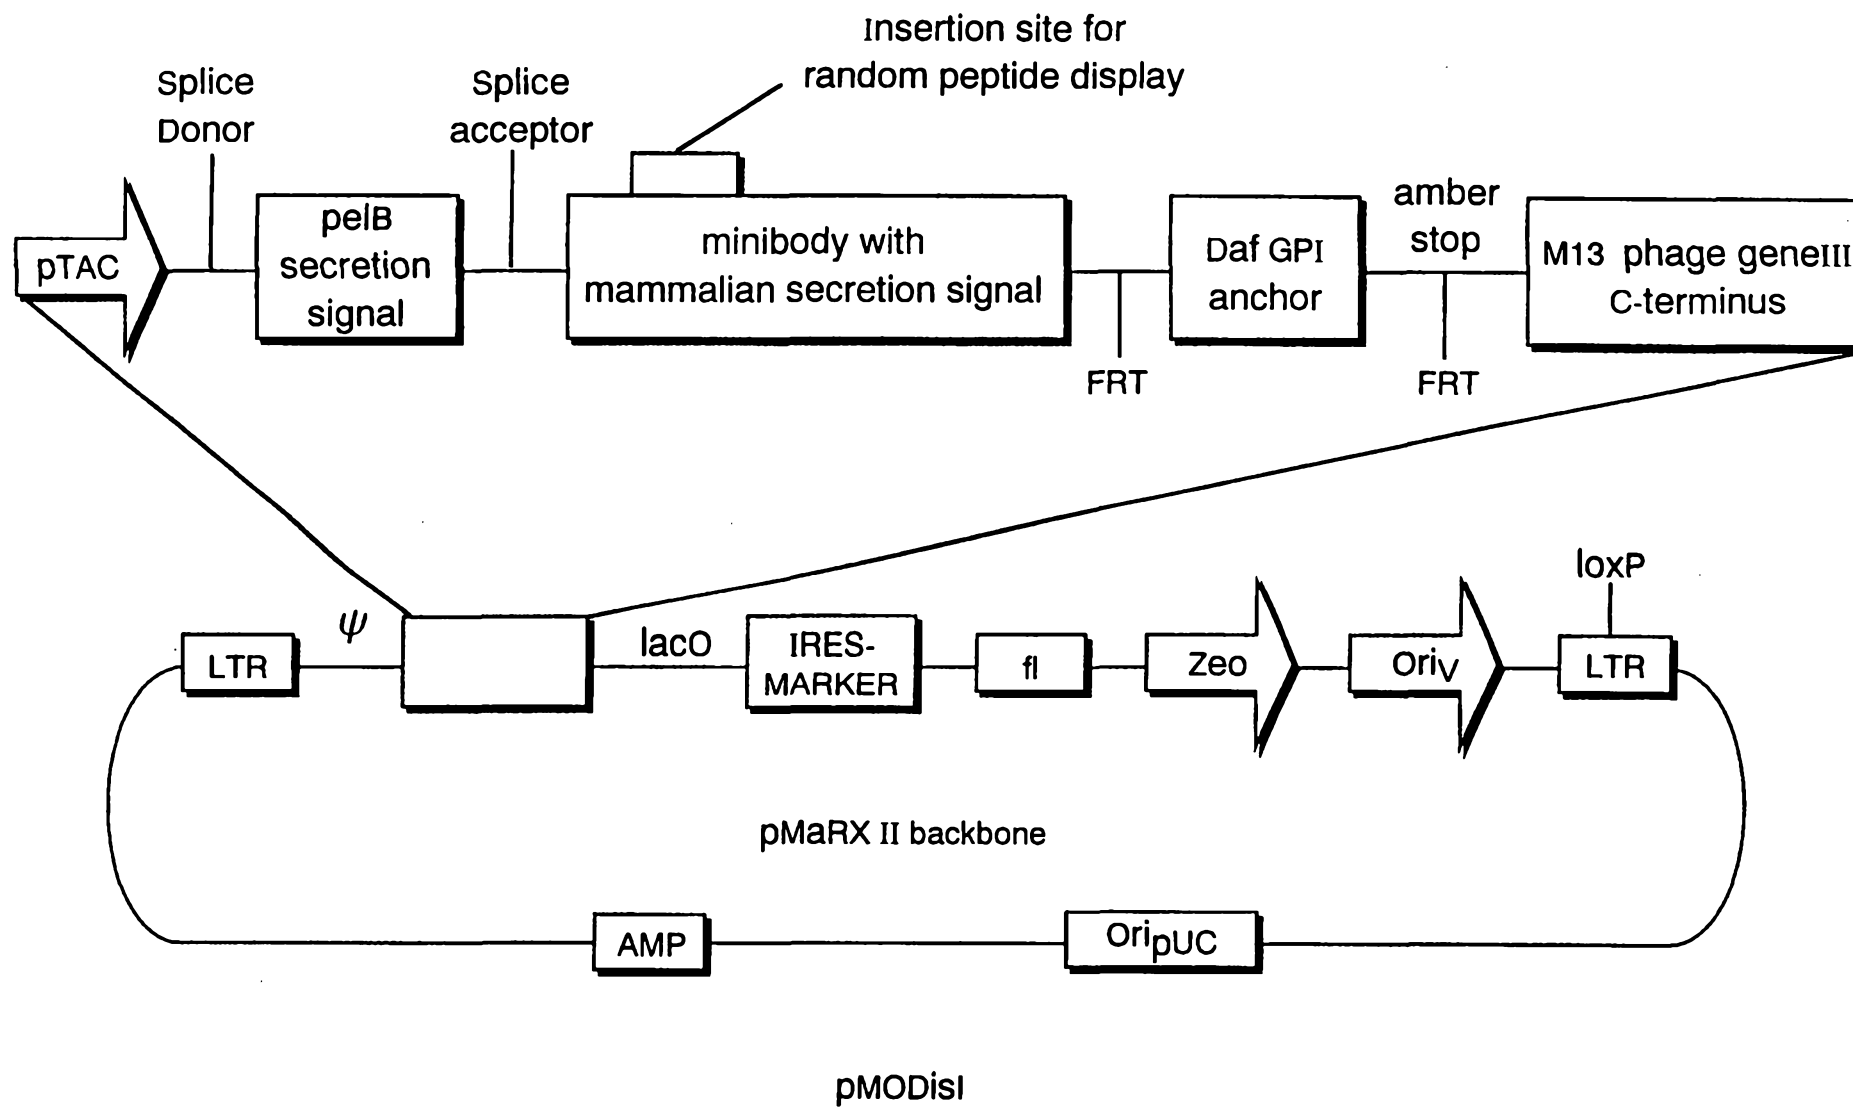 Insertion site for
random peptide display
Splice
Donor
Splice
acceptor
pTAC
pelB
secretion
signal
minibody with
mammalian secretion signal
FRT
Daf GPI
anchor
amber
stop
FRT
M13 phage geneIII
C-terminus
LTR
ψ
lacO
IRES-
MARKER
fI
Zeo
OriV
loxP
LTR
pMaRX II backbone
AMP
OripUC
pMODisI